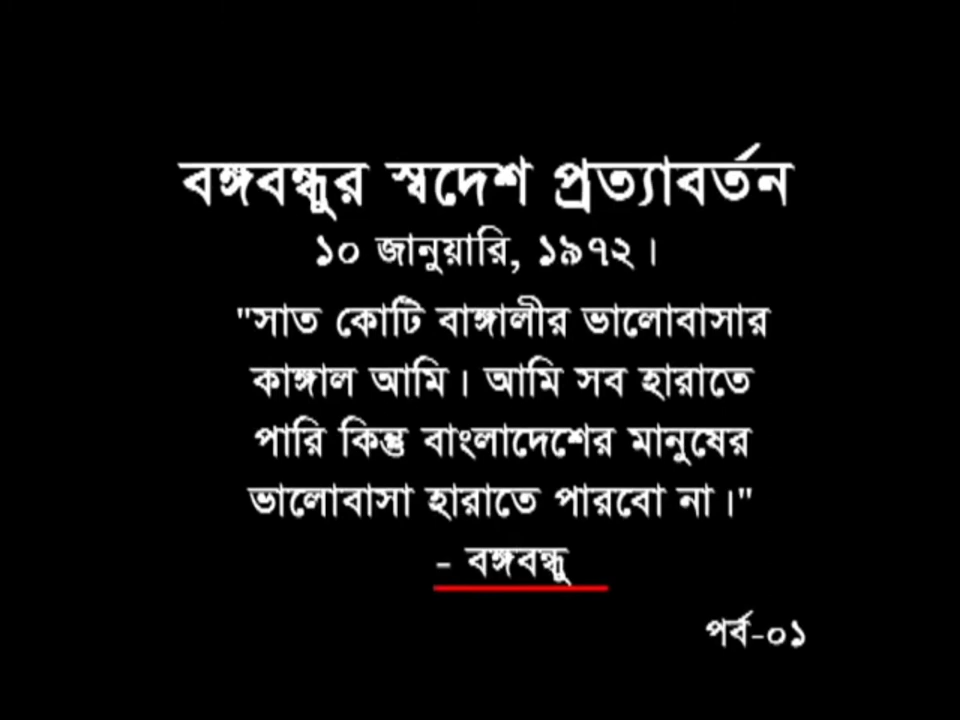 বঙ্গবন্ধুর স্বদেশ প্রত্যাবর্তন
১০ জানুয়ারি, ১৯৭২।
"সাত কোটি বাঙ্গালীর ভালোবাসার
কাঙ্গাল আমি। আমি সব হারাতে
পারি কিন্তু বাংলাদেশের মানুষের
ভালোবাসা হারাতে পারবো না।"
- বঙ্গবন্ধু
পর্ব-০১